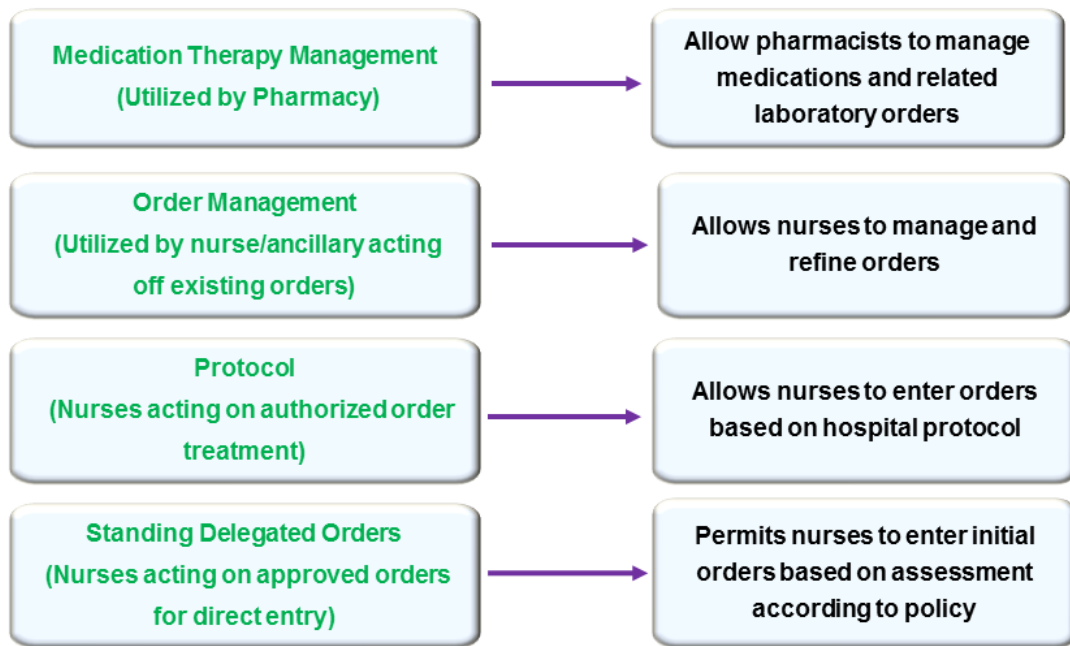 Medication Therapy Management
(Utilized by Pharmacy)
Allow pharmacists to manage
medications and related
laboratory orders
Order Management
(Utilized by nurse/ancillary acting
off existing orders)
Allows nurses to manage and
refine orders
Protocol
(Nurses acting on authorized order
treatment)
Allows nurses to enter orders
based on hospital protocol
Standing Delegated Orders
(Nurses acting on approved orders
for direct entry)
Permits nurses to enter initial
orders based on assessment
according to policy